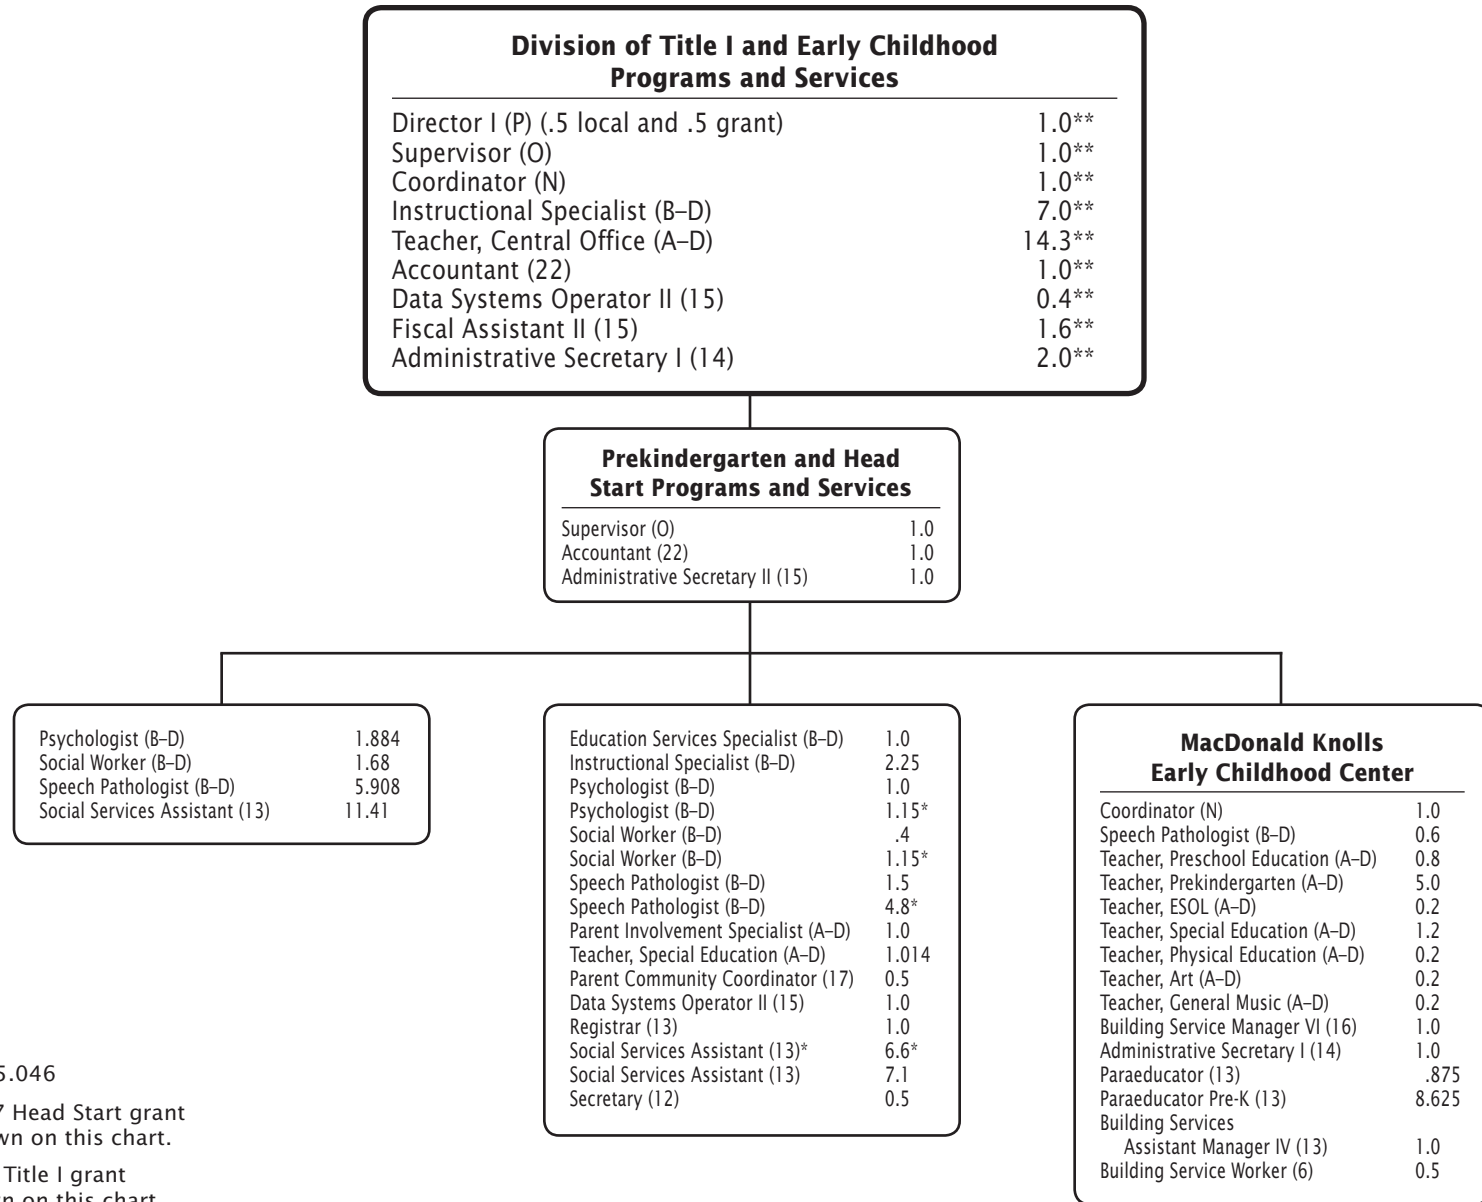 Division of Title I and Early Childhood
Programs and Services
Director I (P) (.5 local and .5 grant) 1.0**
Supervisor (O) 1.0**
Coordinator (N) 1.0**
Instructional Specialist (B–D) 7.0**
Teacher, Central Office (A–D) 14.3**
Accountant (22) 1.0**
Data Systems Operator II (15) 0.4**
Fiscal Assistant II (15) 1.6**
Administrative Secretary I (14) 2.0**
Prekindergarten and Head
Start Programs and Services
Supervisor (O) 1.0
Accountant (22) 1.0
Administrative Secretary II (15) 1.0
Psychologist (B–D) 1.884
Social Worker (B–D) 1.68
Speech Pathologist (B–D) 5.908
Social Services Assistant (13) 11.41
Education Services Specialist (B–D) 1.0
Instructional Specialist (B–D) 2.25
Psychologist (B–D) 1.0
Psychologist (B–D) 1.15*
Social Worker (B–D) .4
Social Worker (B–D) 1.15*
Speech Pathologist (B–D) 1.5
Speech Pathologist (B–D) 4.8*
Parent Involvement Specialist (A–D) 1.0
Teacher, Special Education (A–D) 1.014
Parent Community Coordinator (17) 0.5
Data Systems Operator II (15) 1.0
Registrar (13) 1.0
Social Services Assistant (13)* 6.6*
Social Services Assistant (13) 7.1
Secretary (12) 0.5
MacDonald Knolls
Early Childhood Center
Coordinator (N) 1.0
Speech Pathologist (B–D) 0.6
Teacher, Preschool Education (A–D) 0.8
Teacher, Prekindergarten (A–D) 5.0
Teacher, ESOL (A–D) 0.2
Teacher, Special Education (A–D) 1.2
Teacher, Physical Education (A–D) 0.2
Teacher, Art (A–D) 0.2
Teacher, General Music (A–D) 0.2
Building Service Manager VI (16) 1.0
Administrative Secretary I (14) 1.0
Paraeducator (13) .875
Paraeducator Pre-K (13) 8.625
Building Services
Assistant Manager IV (13) 1.0
Building Service Worker (6) 0.5
5.046
7 Head Start grant
wn on this chart.
Title I grant
on this chart